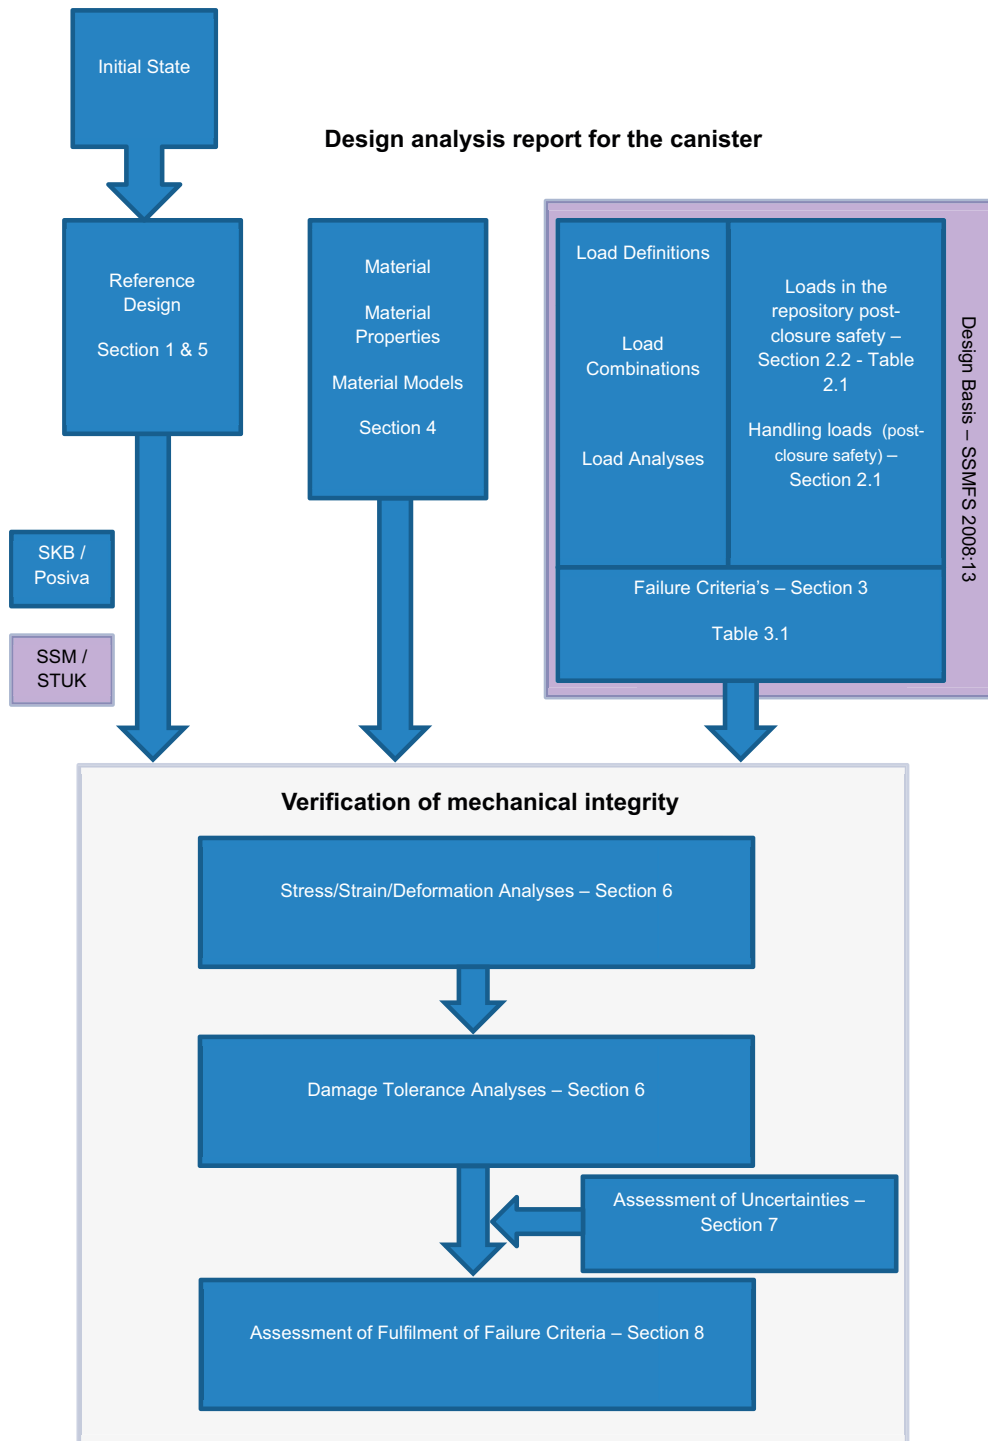 Initial State
Design analysis report for the canister
Reference
Design
Section 1 & 5
Material
Material
Properties
Material Models
Section 4
Load Definitions
Load
Combinations
Load Analyses
Loads in the
repository post-
closure safety –
Section 2.2 - Table
2.1
Handling loads (post-
closure safety) –
Section 2.1
Failure Criteria's – Section 3
Table 3.1
Design Basis – SSMFS 2008:13
SKB /
Posiva
SSM /
STUK
Verification of mechanical integrity
Stress/Strain/Deformation Analyses – Section 6
Damage Tolerance Analyses – Section 6
Assessment of Uncertainties –
Section 7
Assessment of Fulfilment of Failure Criteria – Section 8